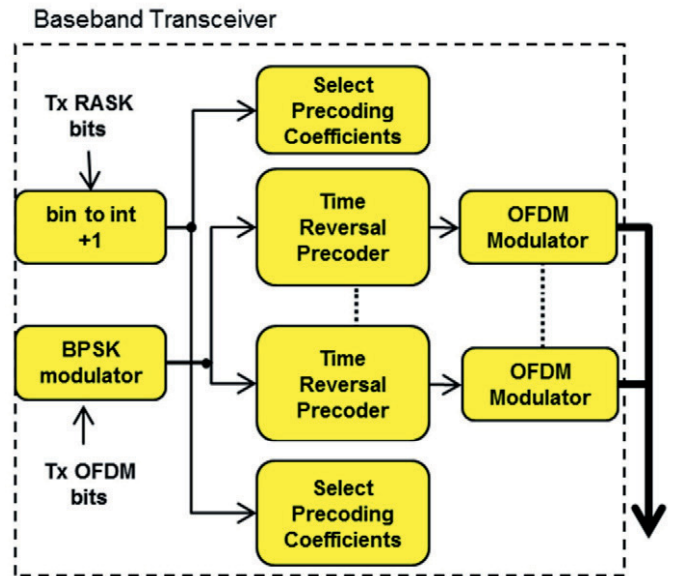 Baseband Transceiver
Tx RASK
bits
bin to int
+1
BPSK
modulator
Tx OFDM
bits
Select
Precoding
Coefficients
Time
Reversal
Precoder
OFDM
Modulator
Time
Reversal
Precoder
OFDM
Modulator
Select
Precoding
Coefficients